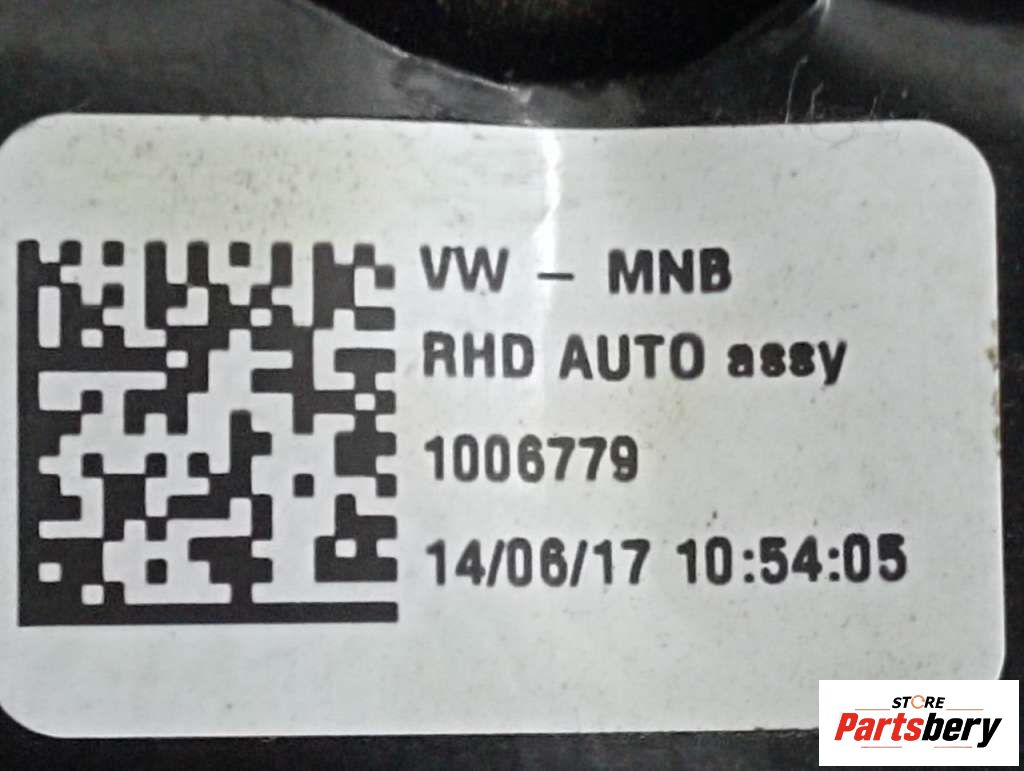 VW - MNB
RHD AUTO assy
1006779
14/06/17 10:54:05
STORE
Partsbery